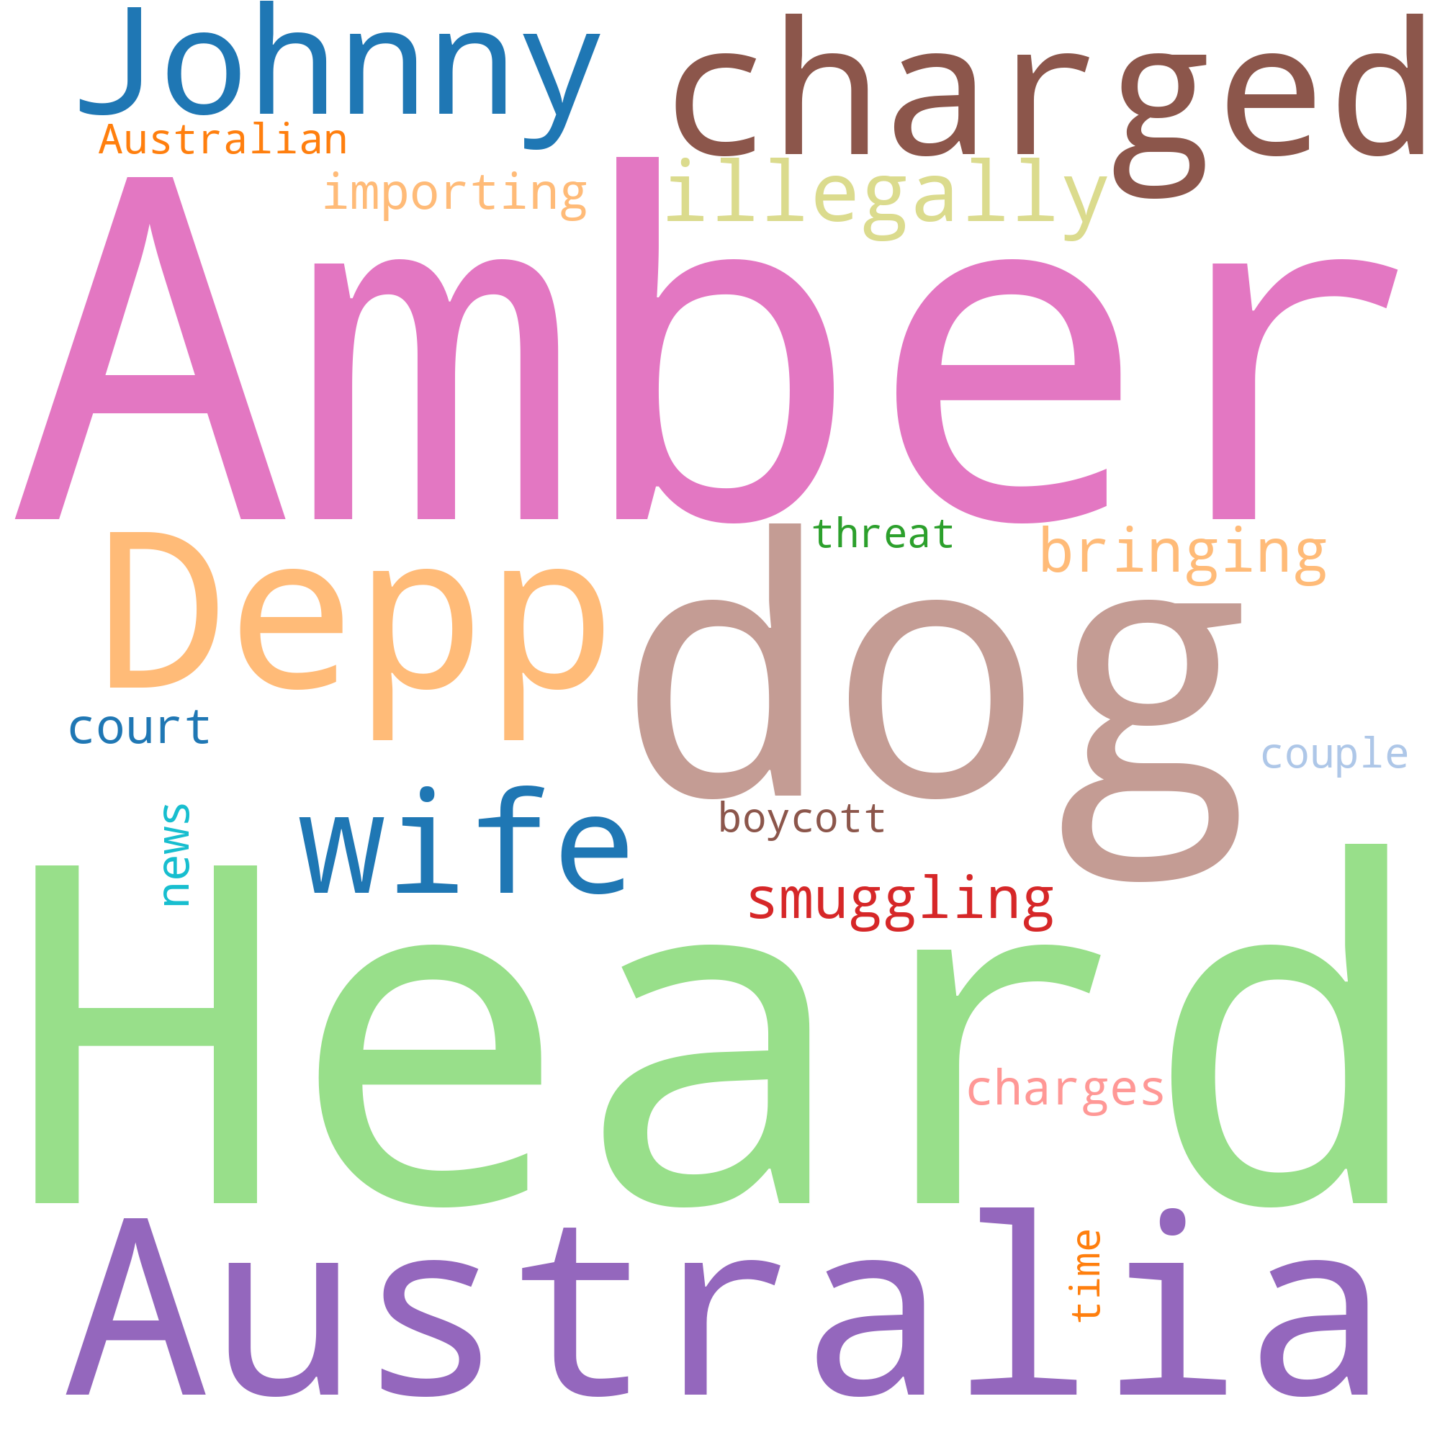 Johnny charged
Australian
importing illegally
Amber
threat bringing
Depp dog
court couple
news wife boycott
smuggling
Heard
charges
Australia
time